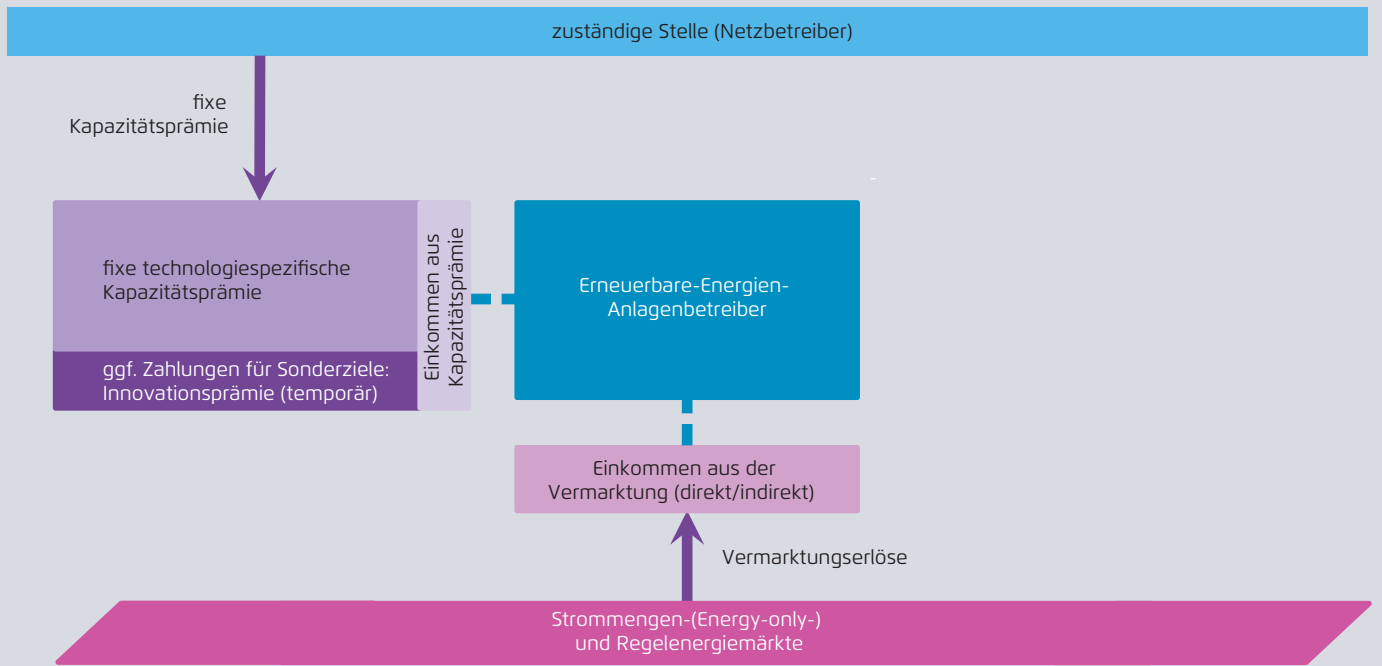 zuständige Stelle (Netzbetreiber)
fixe
Kapazitätsprämie
fixe technologiespezifische
Kapazitätsprämie
ggf. Zahlungen für Sonderziele:
Innovationsprämie (temporär)
Einkommen aus
Kapazitätsprämie
Erneuerbare-Energien-
Anlagenbetreiber
Einkommen aus der
Vermarktung (direkt/indirekt)
Vermarktungserlöse
Strommengen-(Energy-only-)
und Regelenergiemärkte